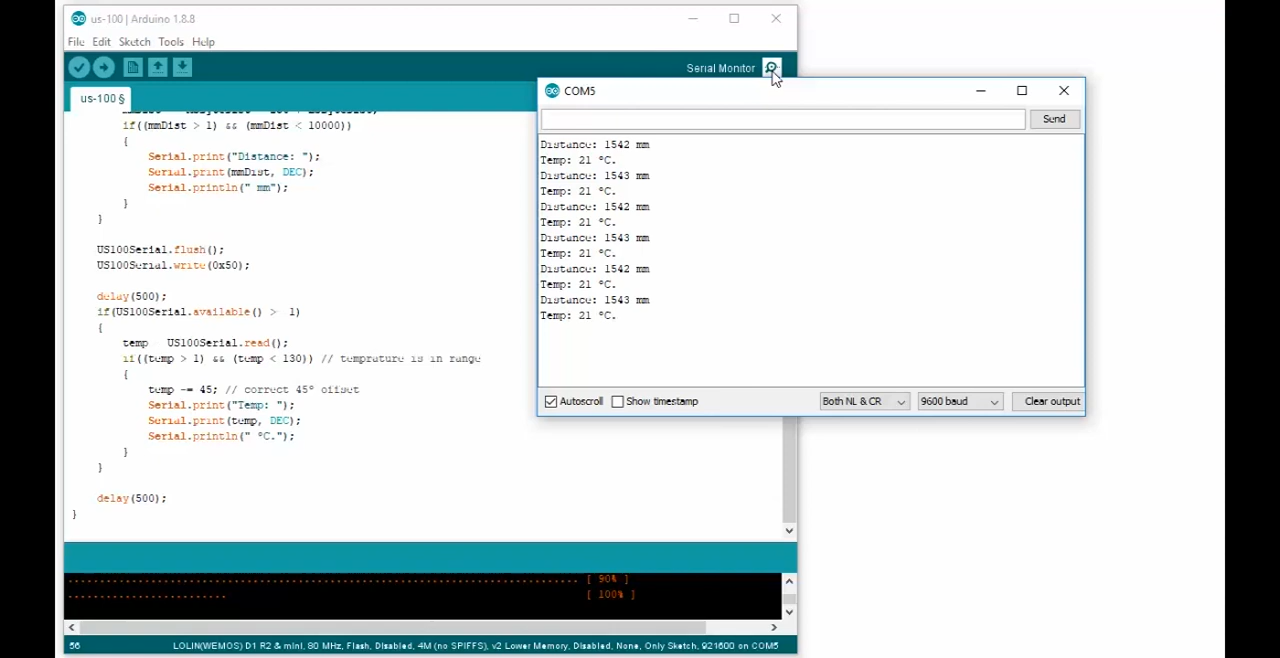 us-100 | Arduino 1.8.8
File Edit Sketch Tools Help
Serial Monitor
us-100 §
if((mmDist > 1) && (mmDist < 10000))
{
Serial.print("Distance: ");
Serial.print(mmDist, DEC);
Serial.println(" mm");
}
}
US100Serial.flush();
US100Serial.write(0x50);
delay(500);
if(US100Serial.available() > 1)
{
temp US100Serial.read();
if((temp > 1) && (temp < 130)) // temprature is in range
{
temp -= 45; // correct 45° offset
Serial.print("Temp: ");
Serial.print(temp, DEC);
Serial.println(" °C.");
}
}
delay(500);
}
COM5
Send
Distance: 1542 mm
Temp: 21 °C.
Distance: 1543 mm
Temp: 21 °C.
Distance: 1542 mm
Temp: 21 °C.
Distance: 1543 mm
Temp: 21 °C.
Distance: 1542 mm
Temp: 21 °C.
Distance: 1543 mm
Temp: 21 °C.
Autoscroll Show timestamp Both NL & CR 9600 baud Clear output
................................................................................ [ 90% ]
......................... [ 100% ]
56 LOLIN(WEMOS) D1 R2 & mini, 80 MHz, Flash, Disabled, 4M (no SPIFFS), v2 Lower Memory, Disabled, None, Only Sketch, 921600 on COM5